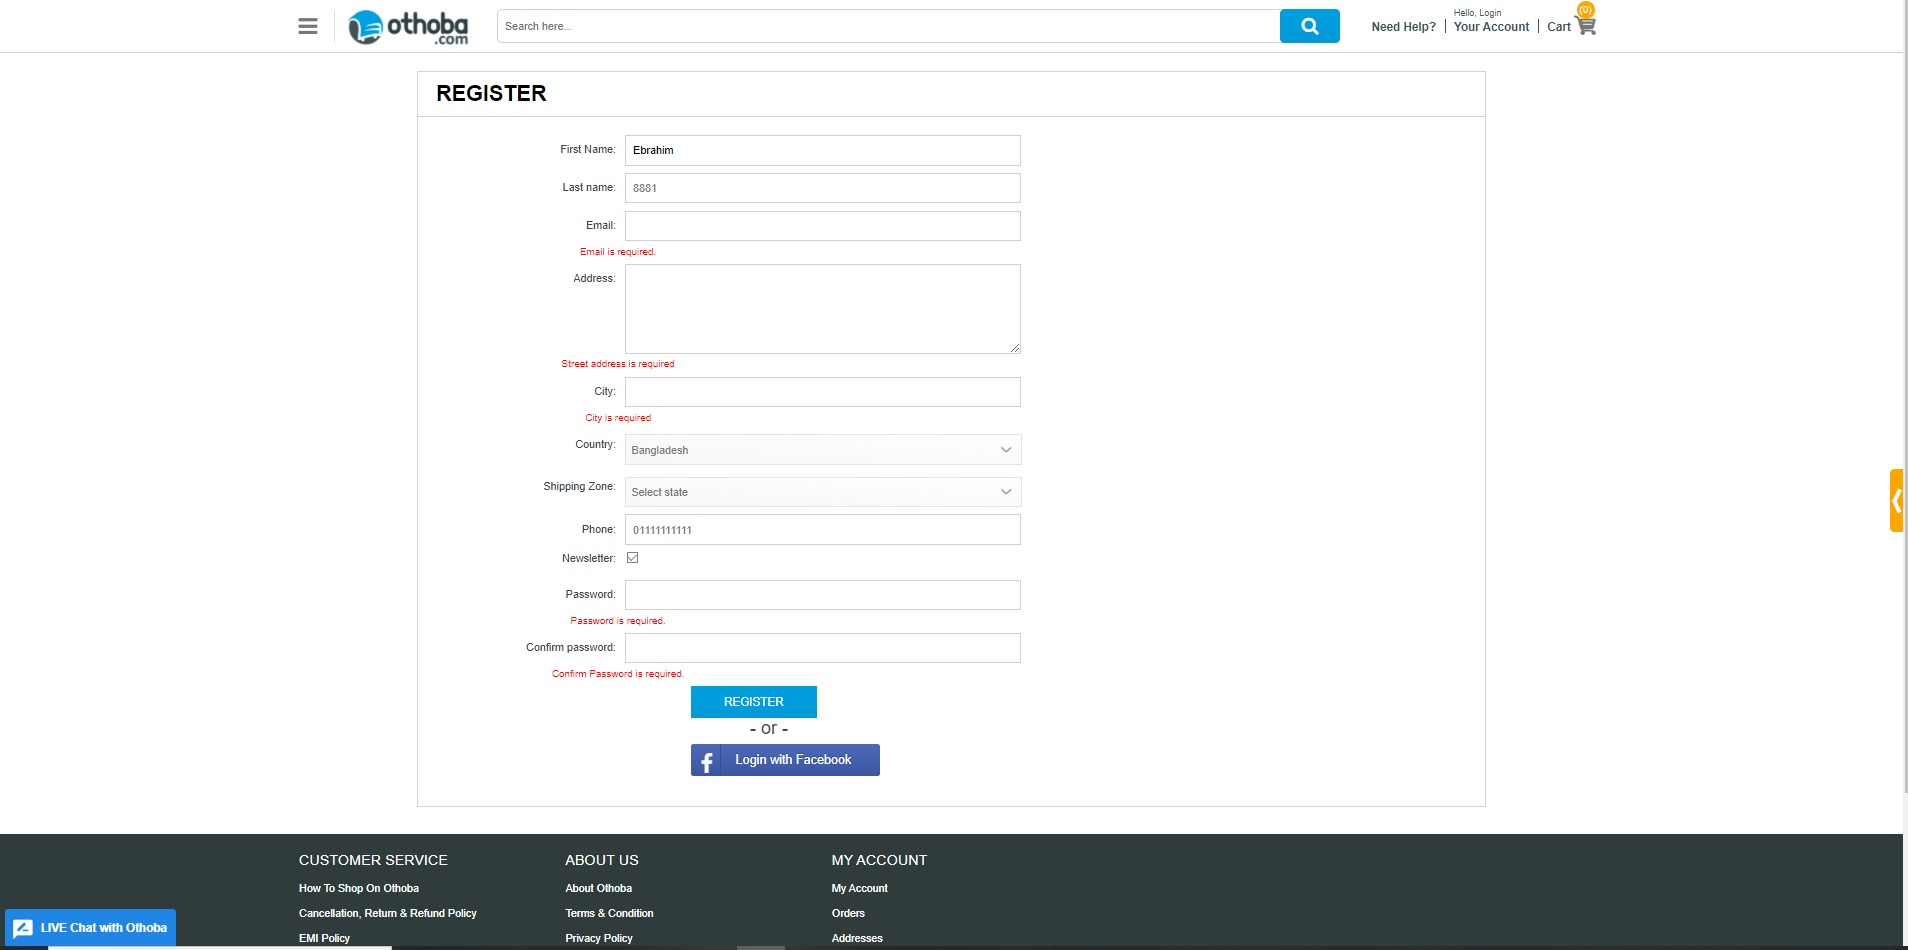 othoba
.com
Search here...
Need Help?
Hello, Login
Your Account
Cart
(0)
REGISTER
First Name:
Ebrahim
Last name:
8881
Email:
Email is required.
Address:
Street address is required
City:
City is required
Country:
Bangladesh
Shipping Zone:
Select state
Phone:
01111111111
Newsletter:
Password:
Password is required.
Confirm password:
Confirm Password is required.
REGISTER
- or -
f
Login with Facebook
CUSTOMER SERVICE
How To Shop On Othoba
Cancellation, Return & Refund Policy
EMI Policy
ABOUT US
About Othoba
Terms & Condition
Privacy Policy
MY ACCOUNT
My Account
Orders
Addresses
LIVE Chat with Othoba